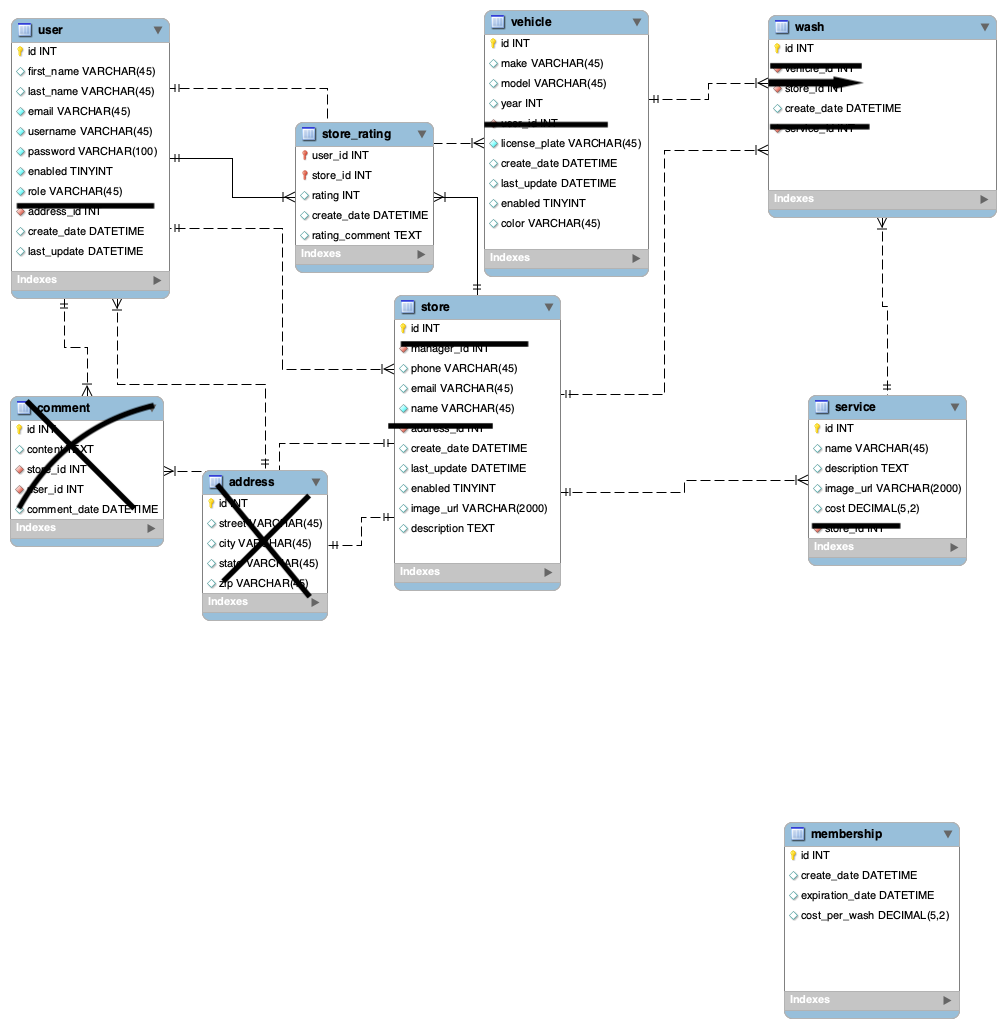 user
id INT
first_name VARCHAR(45)
last_name VARCHAR(45)
email VARCHAR(45)
username VARCHAR(45)
password VARCHAR(100)
enabled TINYINT
role VARCHAR(45)
address_id INT
create_date DATETIME
last_update DATETIME
Indexes
store_rating
user_id INT
store_id INT
rating INT
create_date DATETIME
rating_comment TEXT
Indexes
vehicle
id INT
make VARCHAR(45)
model VARCHAR(45)
year INT
user_id INT
license_plate VARCHAR(45)
create_date DATETIME
last_update DATETIME
enabled TINYINT
color VARCHAR(45)
Indexes
wash
id INT
vehicle_id INT
store_id INT
create_date DATETIME
service_id INT
Indexes
store
id INT
manager_id INT
phone VARCHAR(45)
email VARCHAR(45)
name VARCHAR(45)
address_id INT
create_date DATETIME
last_update DATETIME
enabled TINYINT
image_url VARCHAR(2000)
description TEXT
Indexes
comment
id INT
content TEXT
store_id INT
user_id INT
comment_date DATETIME
Indexes
address
id INT
street VARCHAR(45)
city VARCHAR(45)
state VARCHAR(45)
zip VARCHAR(45)
Indexes
service
id INT
name VARCHAR(45)
description TEXT
image_url VARCHAR(2000)
cost DECIMAL(5,2)
store_id INT
Indexes
membership
id INT
create_date DATETIME
expiration_date DATETIME
cost_per_wash DECIMAL(5,2)
Indexes